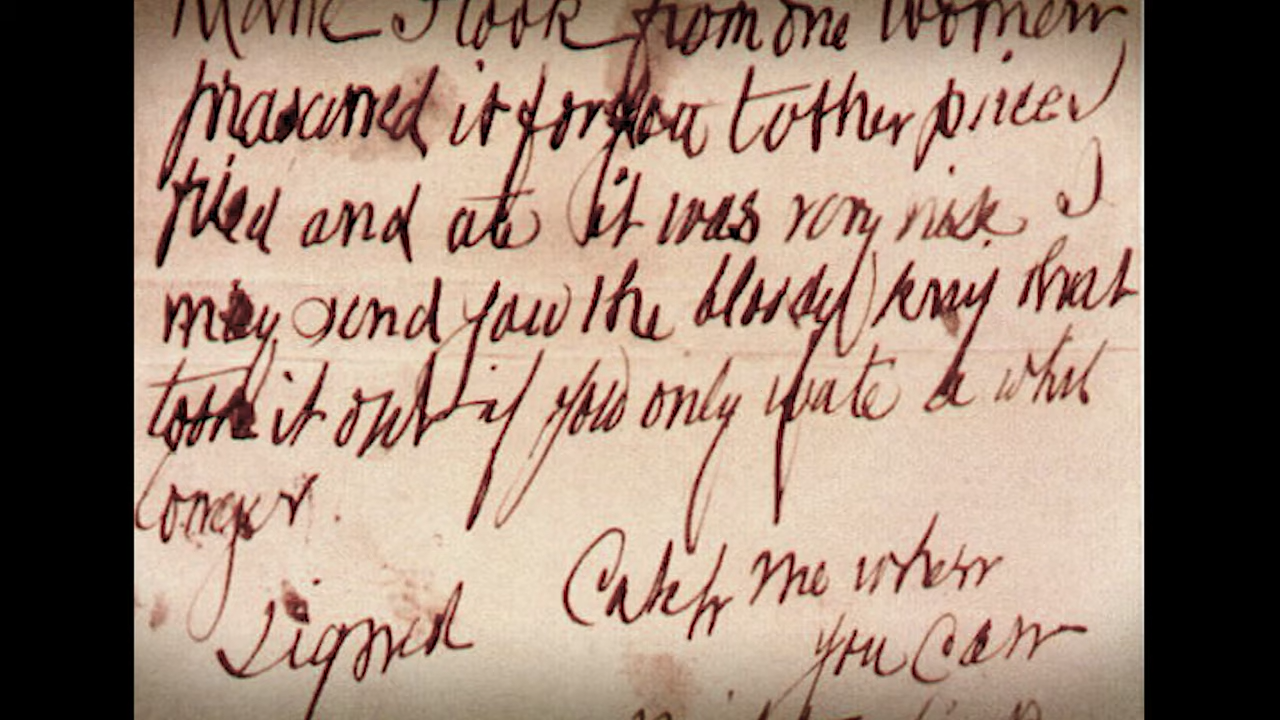 I took from one women
prasarved it for you tother piece I
fried and ate it was very nise I
may send you the bloody knif that
took it out if you only wate a whil
longer.
Signed Catch me when
you Can